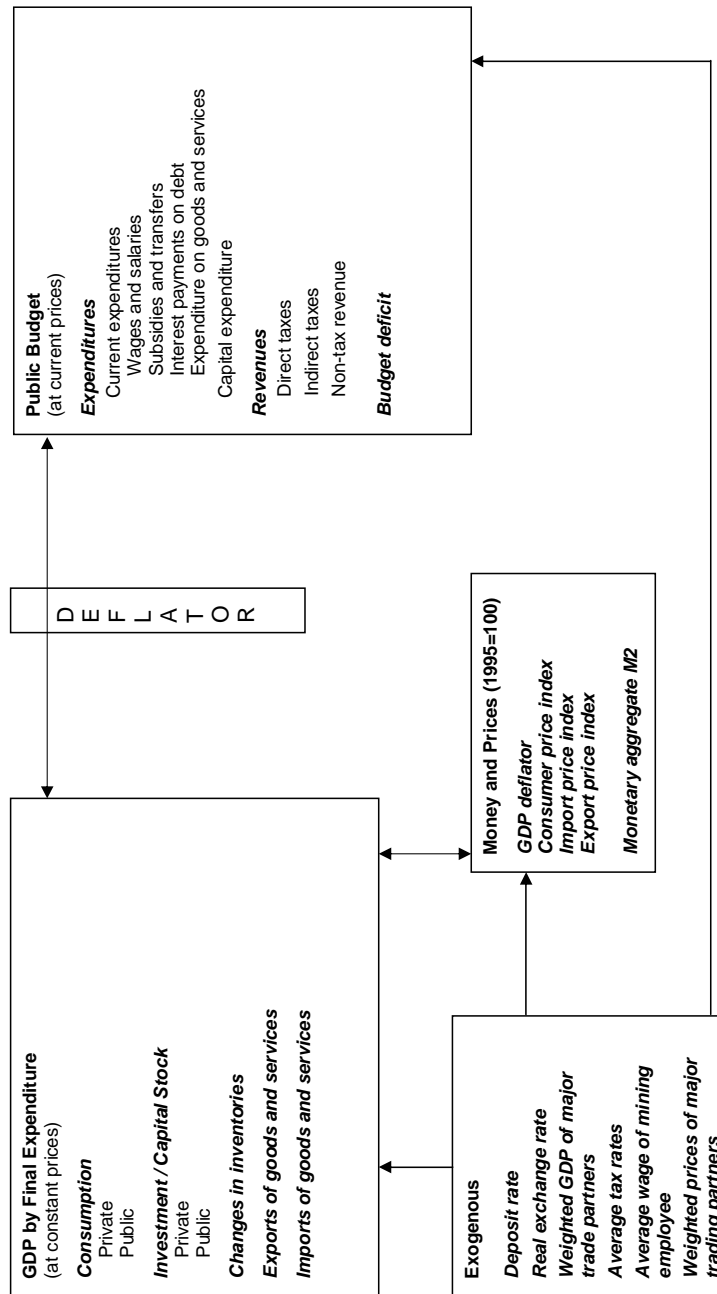 GDP by Final Expenditure
(at constant prices)
Consumption
Private
Public
Investment / Capital Stock
Private
Public
Changes in inventories
Exports of goods and services
Imports of goods and services
D
E
F
L
A
T
O
R
Public Budget
(at current prices)
Expenditures
Current expenditures
Wages and salaries
Subsidies and transfers
Interest payments on debt
Expenditure on goods and services
Capital expenditure
Revenues
Direct taxes
Indirect taxes
Non-tax revenue
Budget deficit
Exogenous
Deposit rate
Real exchange rate
Weighted GDP of major
trade partners
Average tax rates
Average wage of mining
employee
Weighted prices of major
trading partners
Money and Prices (1995=100)
GDP deflator
Consumer price index
Import price index
Export price index
Monetary aggregate M2